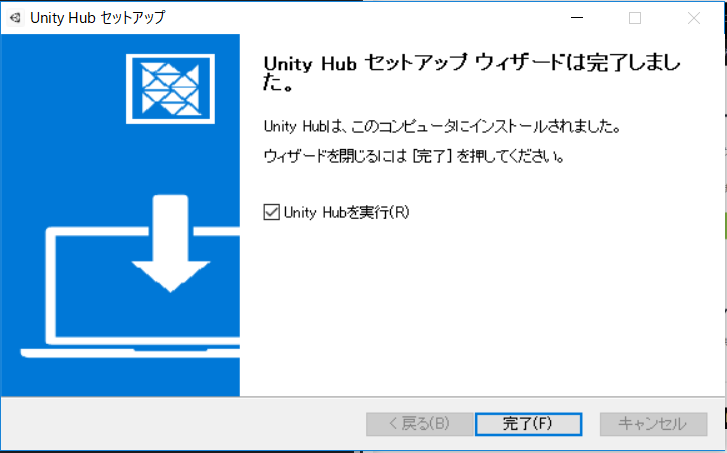 Unity Hub セットアップ
Unity Hub セットアップ ウィザードは完了しまし
た。
Unity Hubは、このコンピュータにインストールされました。
ウィザードを閉じるには [完了] を押してください。
Unity Hubを実行(R)
< 戻る(B)
完了(F)
キャンセル